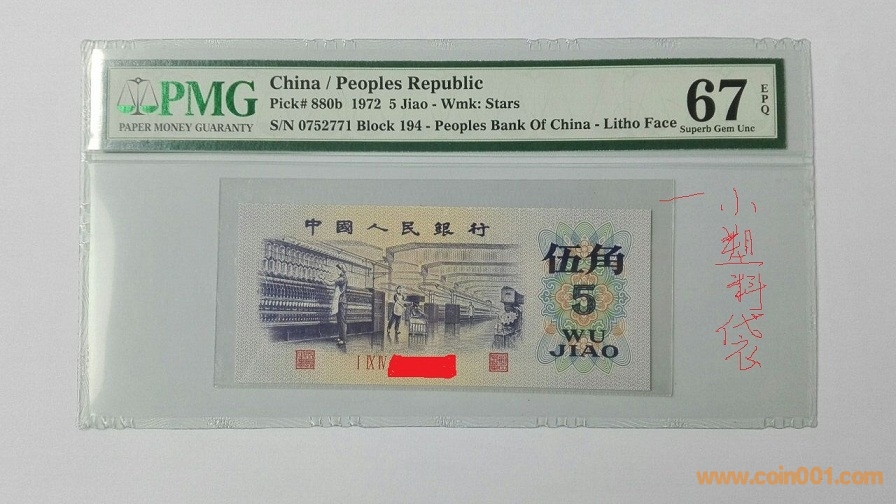 PMG
PAPER MONEY GUARANTY
China / Peoples Republic
Pick# 880b 1972 5 Jiao - Wmk: Stars
S/N 0752771 Block 194 - Peoples Bank Of China - Litho Face
67
EPQ
Superb Gem Unc
中國人民銀行
伍角
5
WU
JIAO
I IX IV
小塑料袋
www.coin001.com